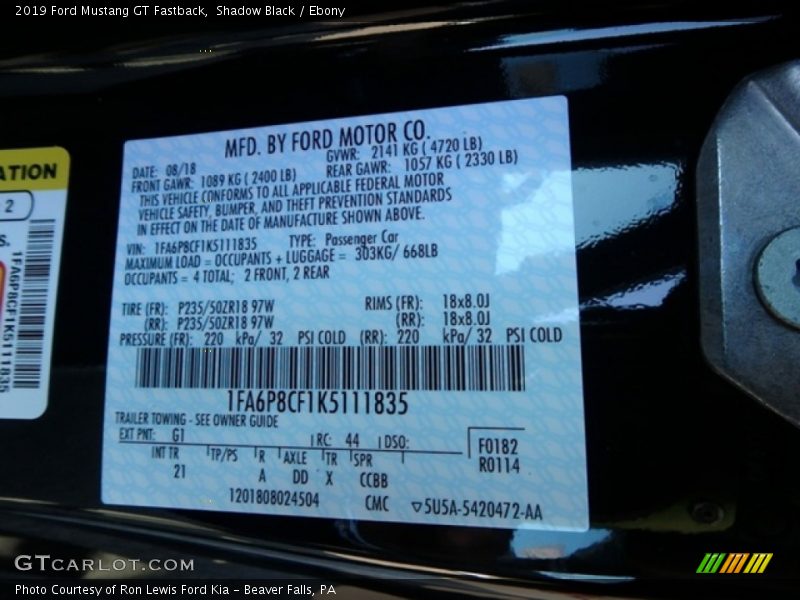 2019 Ford Mustang GT Fastback,  Shadow Black / Ebony
ATION
2
S.
1FA6P8CF1K5111835
MFD. BY FORD MOTOR CO.
DATE: 08/18 GVWR: 2141 KG ( 4720 LB)
FRONT GAWR: 1089 KG ( 2400 LB) REAR GAWR: 1057 KG ( 2330 LB)
THIS VEHICLE CONFORMS TO ALL APPLICABLE FEDERAL MOTOR
VEHICLE SAFETY, BUMPER, AND THEFT PREVENTION STANDARDS
IN EFFECT ON THE DATE OF MANUFACTURE SHOWN ABOVE.
VIN: 1FA6P8CF1K5111835 TYPE: Passenger Car
MAXIMUM LOAD = OCCUPANTS + LUGGAGE = 303KG/ 668LB
OCCUPANTS = 4 TOTAL; 2 FRONT, 2 REAR
TIRE (FR): P235/50ZR18 97W RIMS (FR): 18x8.0J
(RR): P235/50ZR18 97W (RR): 18x8.0J
PRESSURE (FR): 220 kPa/ 32 PSI COLD (RR): 220 kPa/ 32 PSI COLD
1FA6P8CF1K5111835
TRAILER TOWING - SEE OWNER GUIDE
EXT PNT: G1 RC: 44 DSO: F0182
INT TR TP/PS R AXLE TR SPR R0114
21 A DD X CCBB
1201808024504 CMC ▽5U5A-5420472-AA
GTCARLOT.COM
Photo Courtesy of Ron Lewis Ford Kia - Beaver Falls, PA